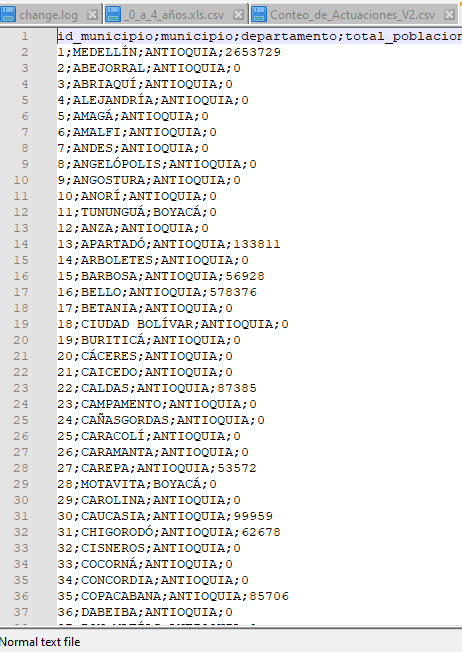 change.log _0_a_4_años.xls.csv Conteo_de_Actuaciones_V2.csv
1 id_municipio;municipio;departamento;total_poblacion
2 1;MEDELLÍN;ANTIOQUIA;2653729
3 2;ABEJORRAL;ANTIOQUIA;0
4 3;ABRIAQUÍ;ANTIOQUIA;0
5 4;ALEJANDRÍA;ANTIOQUIA;0
6 5;AMAGÁ;ANTIOQUIA;0
7 6;AMALFI;ANTIOQUIA;0
8 7;ANDES;ANTIOQUIA;0
9 8;ANGELÓPOLIS;ANTIOQUIA;0
10 9;ANGOSTURA;ANTIOQUIA;0
11 10;ANORÍ;ANTIOQUIA;0
12 11;TUNUNGUÁ;BOYACÁ;0
13 12;ANZA;ANTIOQUIA;0
14 13;APARTADÓ;ANTIOQUIA;133811
15 14;ARBOLETES;ANTIOQUIA;0
16 15;BARBOSA;ANTIOQUIA;56928
17 16;BELLO;ANTIOQUIA;578376
18 17;BETANIA;ANTIOQUIA;0
19 18;CIUDAD BOLÍVAR;ANTIOQUIA;0
20 19;BURITICÁ;ANTIOQUIA;0
21 20;CÁCERES;ANTIOQUIA;0
22 21;CAICEDO;ANTIOQUIA;0
23 22;CALDAS;ANTIOQUIA;87385
24 23;CAMPAMENTO;ANTIOQUIA;0
25 24;CAÑASGORDAS;ANTIOQUIA;0
26 25;CARACOLÍ;ANTIOQUIA;0
27 26;CARAMANTA;ANTIOQUIA;0
28 27;CAREPA;ANTIOQUIA;53572
29 28;MOTAVITA;BOYACÁ;0
30 29;CAROLINA;ANTIOQUIA;0
31 30;CAUCASIA;ANTIOQUIA;99959
32 31;CHIGORODÓ;ANTIOQUIA;62678
33 32;CISNEROS;ANTIOQUIA;0
34 33;COCORNÁ;ANTIOQUIA;0
35 34;CONCORDIA;ANTIOQUIA;0
36 35;COPACABANA;ANTIOQUIA;85706
37 36;DABEIBA;ANTIOQUIA;0
Normal text file